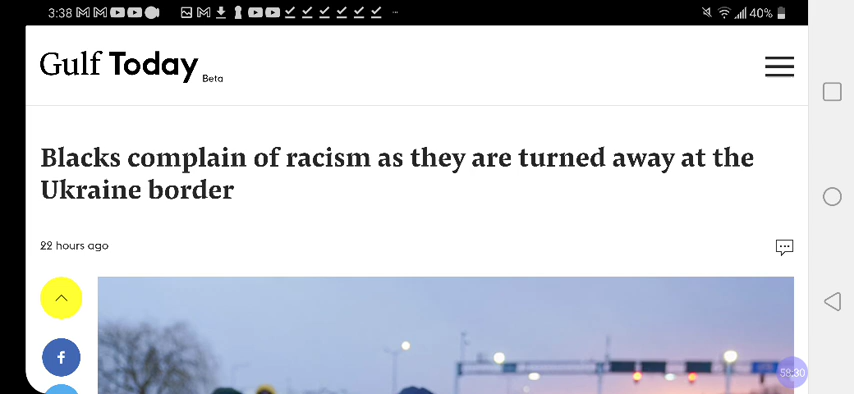 3:38 40%
Gulf Today Beta
Blacks complain of racism as they are turned away at the
Ukraine border
22 hours ago
f
58:30